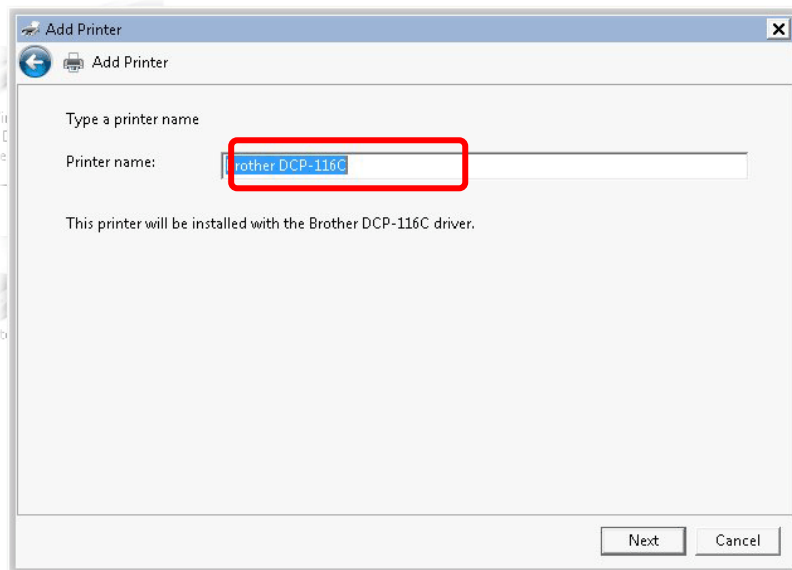 Add Printer
Add Printer
Type a printer name
Printer name:
Brother DCP-116C
This printer will be installed with the Brother DCP-116C driver.
Next
Cancel